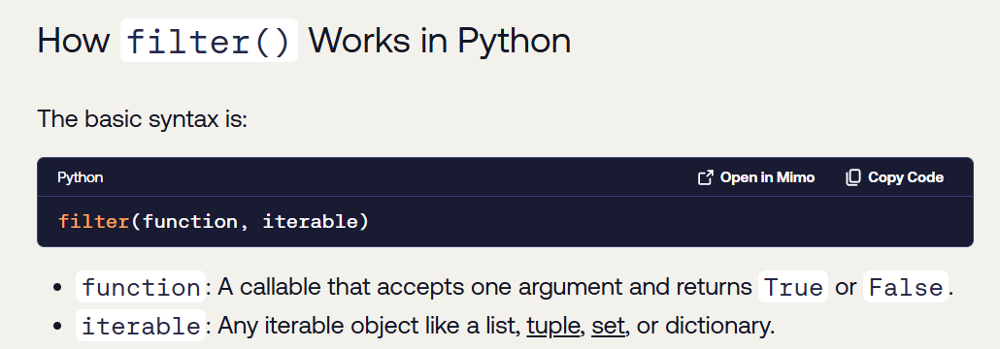 How filter() Works in Python
The basic syntax is:
Python Open in Mimo Copy Code
filter(function, iterable)
• function: A callable that accepts one argument and returns True or False.
• iterable: Any iterable object like a list, tuple, set, or dictionary.